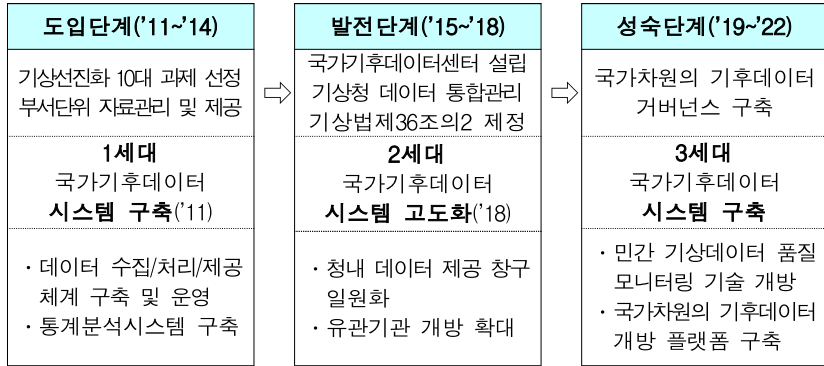 도입단계('11~'14)
기상선진화 10대 과제 선정
부서단위 자료관리 및 제공
1세대
국가기후데이터
시스템 구축('11)
· 데이터 수집/처리/제공
체계 구축 및 운영
· 통계분석시스템 구축
발전단계('15~'18)
국가기후데이터센터 설립
기상청 데이터 통합관리
기상법제36조의2 제정
2세대
국가기후데이터
시스템 고도화('18)
· 청내 데이터 제공 창구
일원화
· 유관기관 개방 확대
성숙단계('19~'22)
국가차원의 기후데이터
거버넌스 구축
3세대
국가기후데이터
시스템 구축
· 민간 기상데이터 품질
모니터링 기술 개발
· 국가차원의 기후데이터
개방 플랫폼 구축